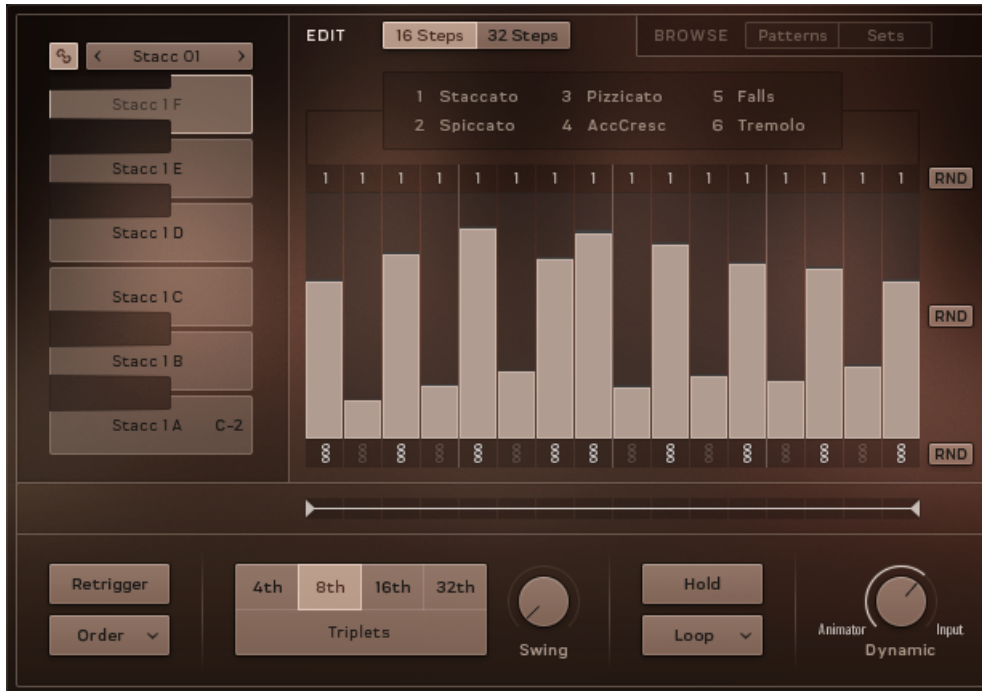 EDIT 16 Steps 32 Steps BROWSE Patterns Sets
Stacc 01
1 Staccato 3 Pizzicato 5 Falls
2 Spiccato 4 AccCresc 6 Tremolo
Stacc 1 F
Stacc 1 E
Stacc 1 D
Stacc 1 C
Stacc 1 B
Stacc 1 A C-2
1 1 1 1 1 1 1 1 1 1 1 1 1 1 1 1 RND
RND
RND
Retrigger
Order
4th 8th 16th 32th
Triplets
Swing
Hold
Loop
Animator Input
Dynamic